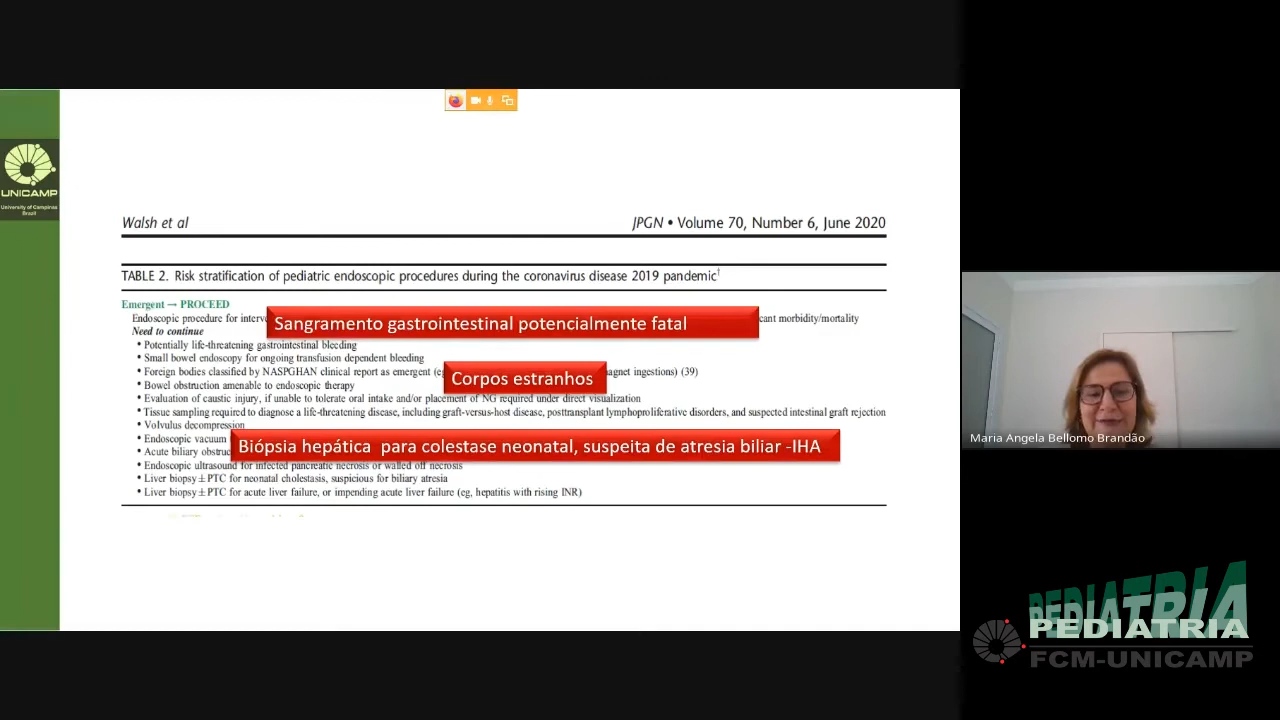 UNICAMP
University of Campinas
Brazil
Walsh et al
JPGN • Volume 70, Number 6, June 2020
TABLE 2. Risk stratification of pediatric endoscopic procedures during the coronavirus disease 2019 pandemic†
Emergent → PROCEED
Endoscopic procedure for
cant morbidity/mortality
Sangramento gastrointestinal potencialmente fatal
Need to continue
• Potentially life-threatening gastrointestinal bleeding
• Small bowel endoscopy for ongoing transfusion dependent bleeding
• Foreign bodies classified by NASPGHAN clinical report as emergent
ingestions) (39)
Corpos estranhos
• Bowel obstruction amenable to endoscopic therapy
• Evaluation of caustic injury, if unable to tolerate oral intake and/or placement of NG required under direct visualization
• Tissue sampling required to diagnose a life-threatening disease, including graft-versus-host disease, posttransplant lymphoproliferative disorders, and suspected intestinal graft rejection
• Volvulus decompression
• Endoscopic vacuum
Biópsia hepática para colestase neonatal, suspeita de atresia biliar -IHA
• Acute biliary
• Endoscopic ultrasound for infected pancreatic necrosis or walled off necrosis
• Liver biopsy ± PTC for neonatal cholestasis, suspicious for biliary atresia
• Liver biopsy ± PTC for acute liver failure, or impending acute liver failure (eg, hepatitis with rising INR)
Maria Angela Bellomo Brandão
PEDIATRIA
PEDIATRIA
FCM-UNICAMP